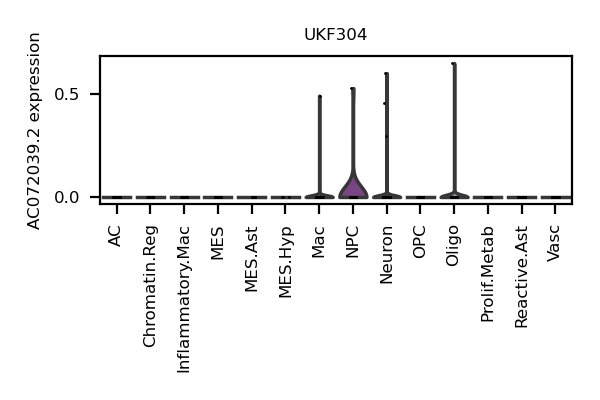 UKF304
AC072039.2 expression
0.5
0.0
AC
Chromatin.Reg
Inflammatory.Mac
MES
MES.Ast
MES.Hyp
Mac
NPC
Neuron
OPC
Oligo
Prolif.Metab
Reactive.Ast
Vasc